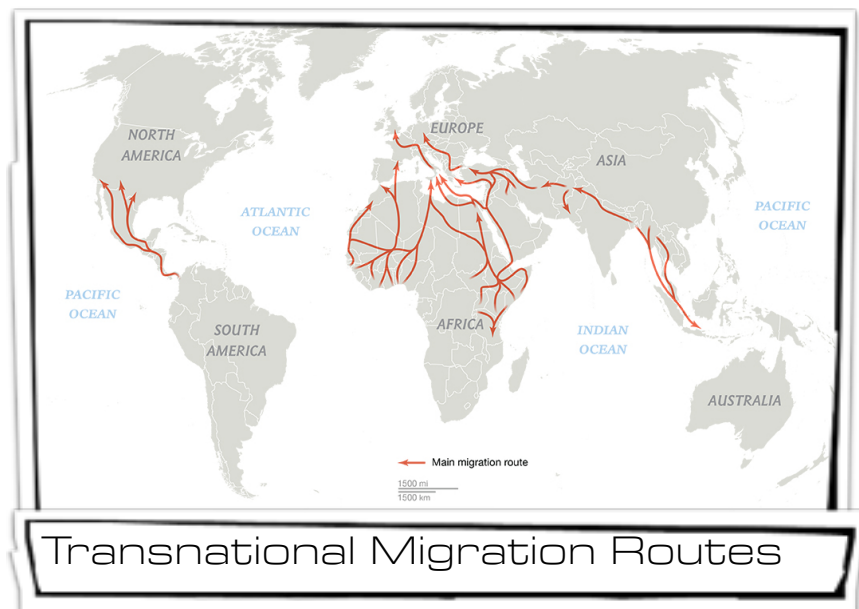 NORTH
AMERICA
EUROPE
ASIA
ATLANTIC
OCEAN
PACIFIC
OCEAN
PACIFIC
OCEAN
SOUTH
AMERICA
AFRICA
INDIAN
OCEAN
AUSTRALIA
Main migration route
1500 mi
1500 km
Transnational Migration Routes